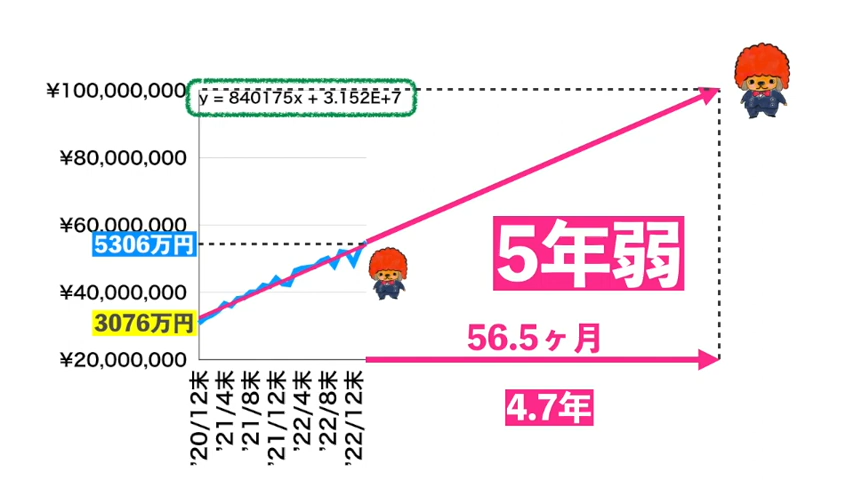 ¥100,000,000
y = 840175x + 3.152E+7
¥80,000,000
¥60,000,000
5306万円
¥40,000,000
3076万円
¥20,000,000
5年弱
56.5ヶ月
4.7年
'20/12末
'21/4末
'21/8末
'21/12末
'22/4末
'22/8末
'22/12末